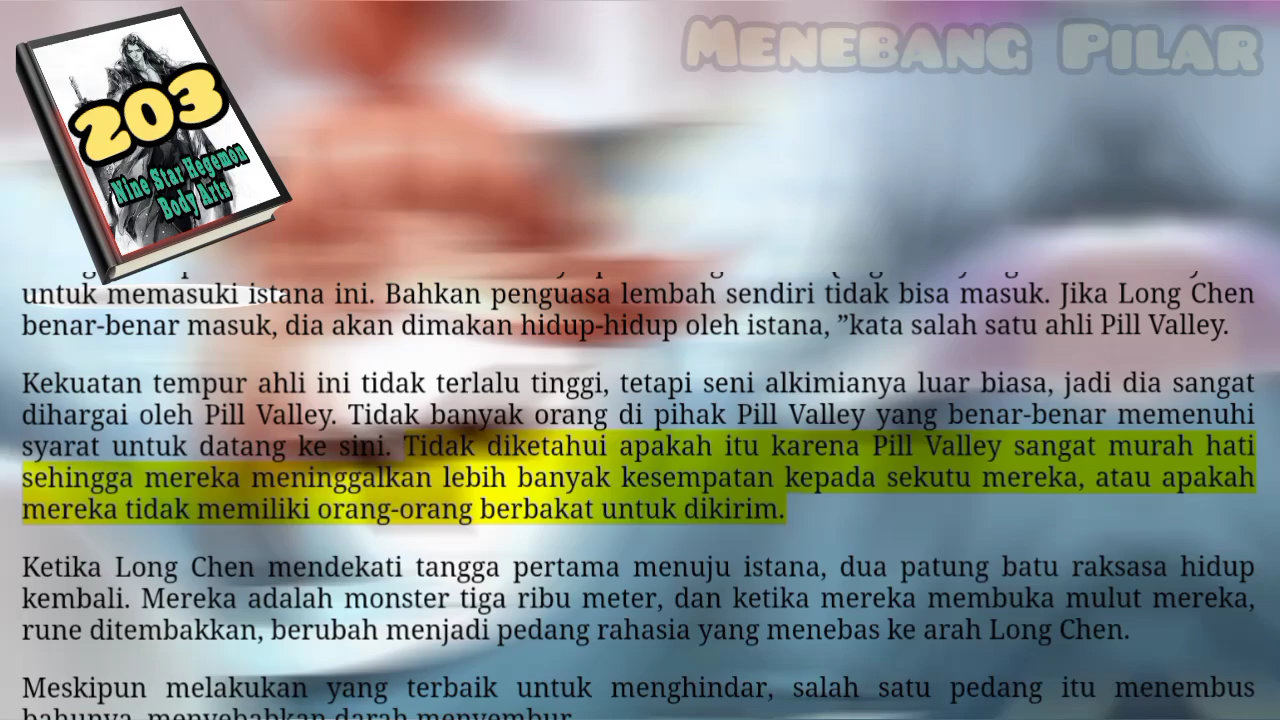 MENEBANG PILAR
203
Nine Star Hegemon
Body Arts
untuk memasuki istana ini. Bahkan penguasa lembah sendiri tidak bisa masuk. Jika Long Chen
benar-benar masuk, dia akan dimakan hidup-hidup oleh istana, ”kata salah satu ahli Pill Valley.
Kekuatan tempur ahli ini tidak terlalu tinggi, tetapi seni alkimianya luar biasa, jadi dia sangat
dihargai oleh Pill Valley. Tidak banyak orang di pihak Pill Valley yang benar-benar memenuhi
syarat untuk datang ke sini. Tidak diketahui apakah itu karena Pill Valley sangat murah hati
sehingga mereka meninggalkan lebih banyak kesempatan kepada sekutu mereka, atau apakah
mereka tidak memiliki orang-orang berbakat untuk dikirim.
Ketika Long Chen mendekati tangga pertama menuju istana, dua patung batu raksasa hidup
kembali. Mereka adalah monster tiga ribu meter, dan ketika mereka membuka mulut mereka,
rune ditembakkan, berubah menjadi pedang rahasia yang menebas ke arah Long Chen.
Meskipun melakukan yang terbaik untuk menghindar, salah satu pedang itu menembus
bahunya, menyebabkan darah menyembur.